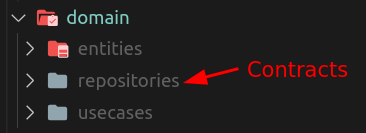 domain
entities
repositories
Contracts
usecases